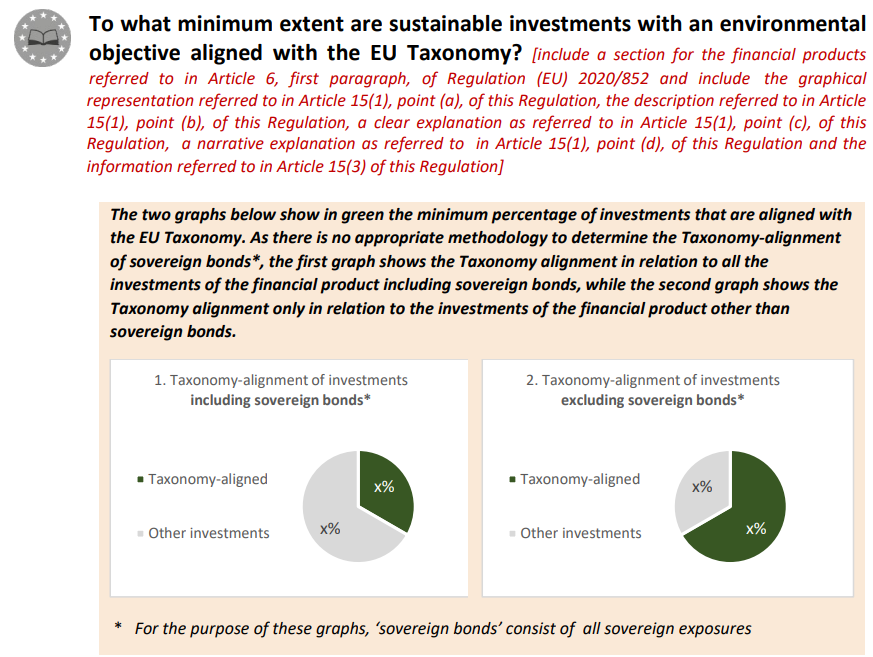 To what minimum extent are sustainable investments with an environmental
objective aligned with the EU Taxonomy? [include a section for the financial products
referred to in Article 6, first paragraph, of Regulation (EU) 2020/852 and include the graphical
representation referred to in Article 15(1), point (a), of this Regulation, the description referred to in Article
15(1), point (b), of this Regulation, a clear explanation as referred to in Article 15(1), point (c), of this
Regulation, a narrative explanation as referred to in Article 15(1), point (d), of this Regulation and the
information referred to in Article 15(3) of this Regulation]
The two graphs below show in green the minimum percentage of investments that are aligned with
the EU Taxonomy. As there is no appropriate methodology to determine the Taxonomy-alignment
of sovereign bonds*, the first graph shows the Taxonomy alignment in relation to all the
investments of the financial product including sovereign bonds, while the second graph shows the
Taxonomy alignment only in relation to the investments of the financial product other than
sovereign bonds.
1. Taxonomy-alignment of investments
including sovereign bonds*
Taxonomy-aligned
Other investments
x%
x%
2. Taxonomy-alignment of investments
excluding sovereign bonds*
Taxonomy-aligned
Other investments
x%
x%
* For the purpose of these graphs, ‘sovereign bonds’ consist of all sovereign exposures